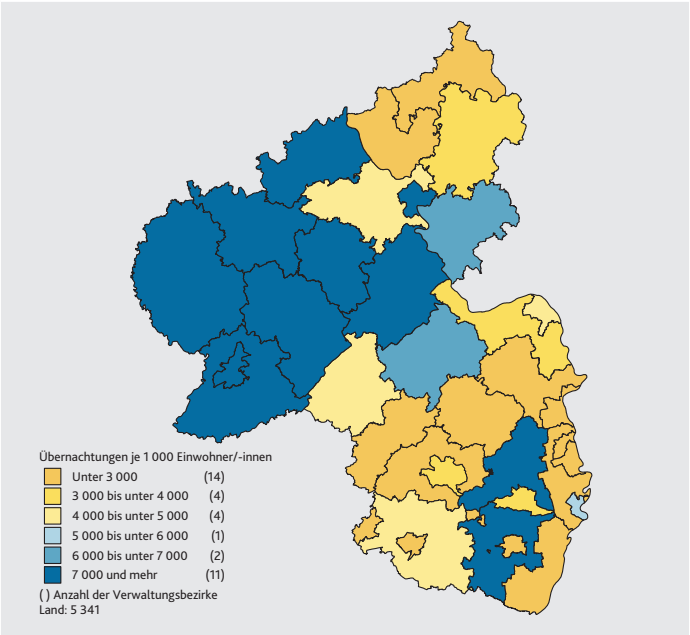 Übernachtungen je 1 000 Einwohner/-innen
Unter 3 000 (14)
3 000 bis unter 4 000 (4)
4 000 bis unter 5 000 (4)
5 000 bis unter 6 000 (1)
6 000 bis unter 7 000 (2)
7 000 und mehr (11)
( ) Anzahl der Verwaltungsbezirke
Land: 5 341